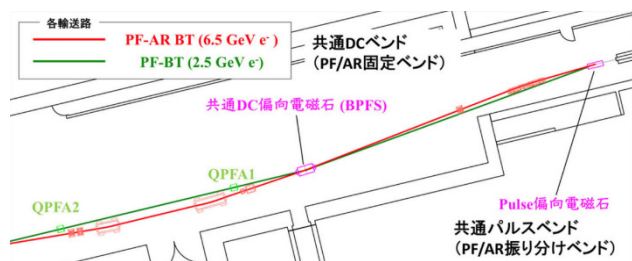 各輸送路
PF-AR BT (6.5 GeV e⁻)
PF-BT (2.5 GeV e⁻)
共通DCベンド
(PF/AR固定ベンド)
共通DC偏向電磁石 (BPFS)
QPFA1
QPFA2
Pulse偏向電磁石
共通パルスベンド
(PF/AR振り分けベンド)